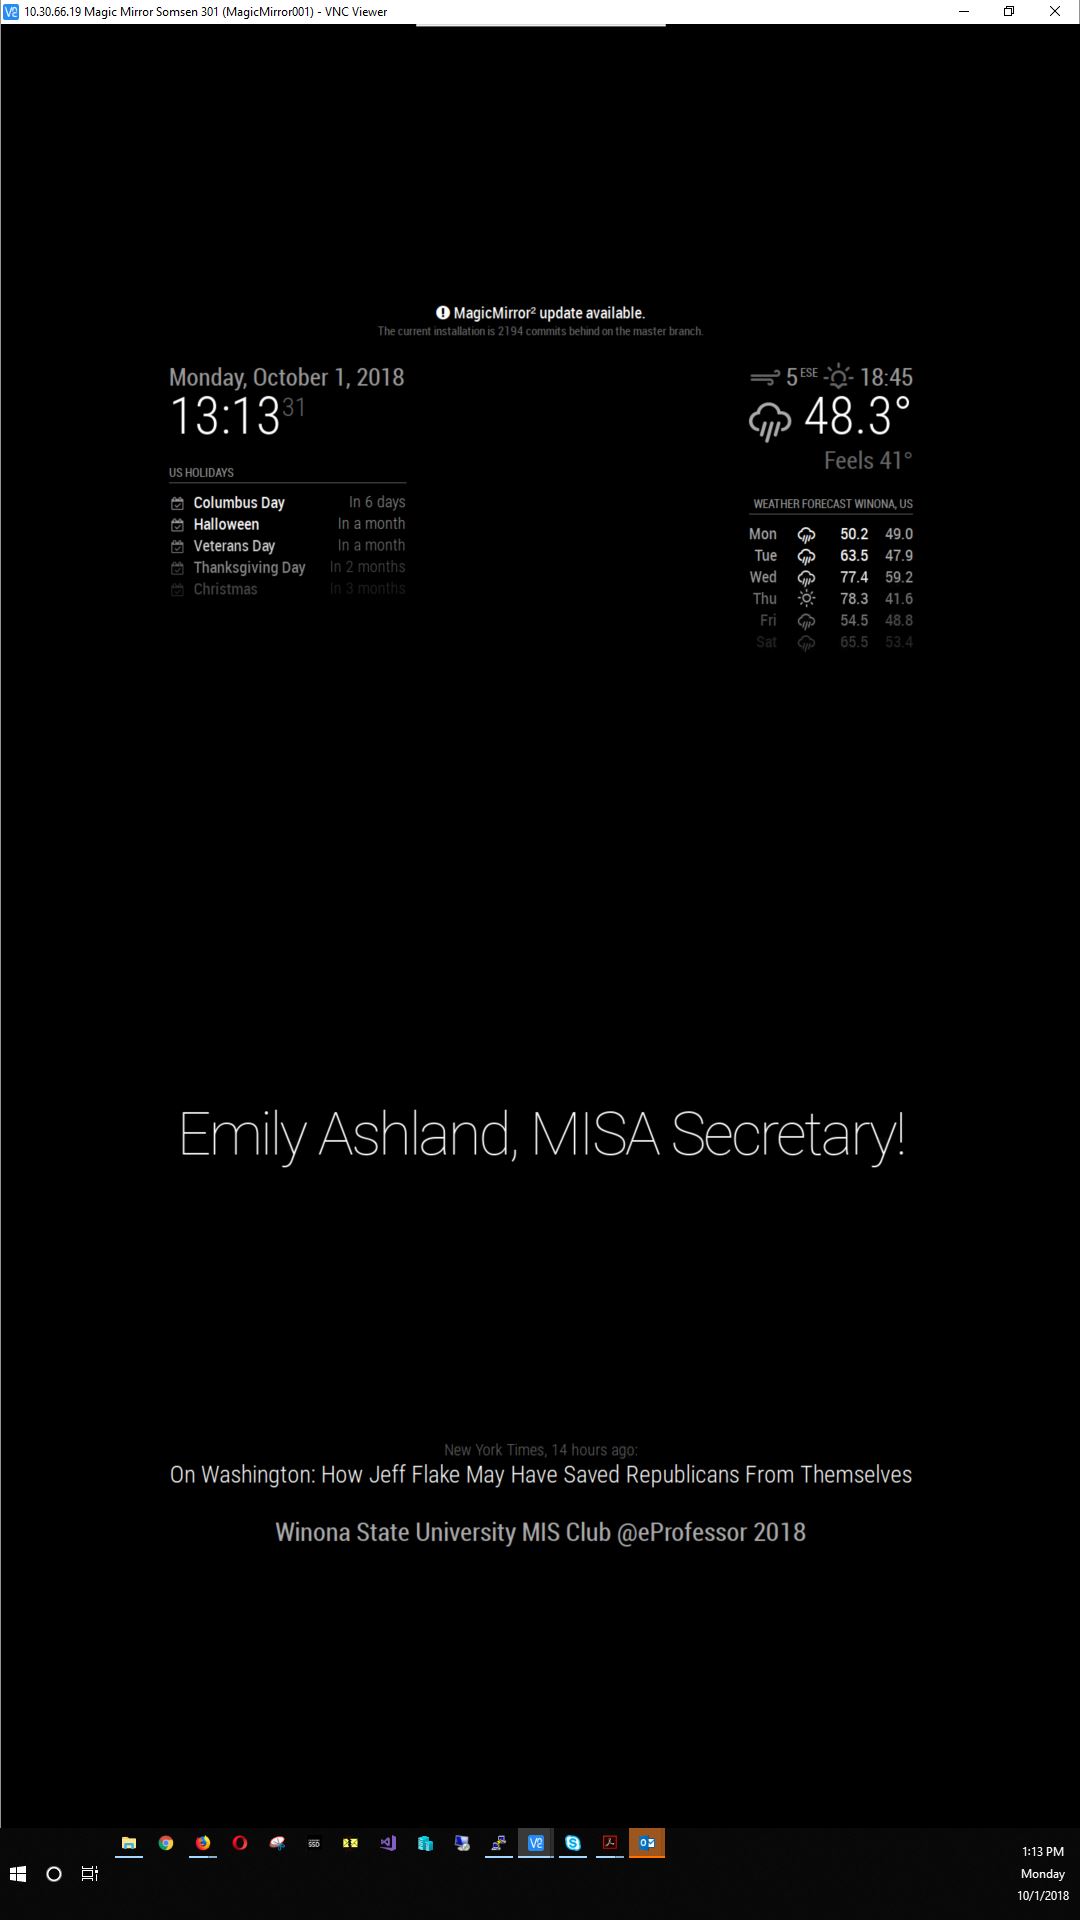 10.30.66.19 Magic Mirror Somsen 301 (MagicMirror001) - VNC Viewer
MagicMirror² update available.
The current installation is 2194 commits behind on the master branch.
Monday, October 1, 2018
13:13 31
US HOLIDAYS
Columbus Day In 6 days
Halloween In a month
Veterans Day In a month
Thanksgiving Day In 2 months
Christmas In 3 months
5 ESE 18:45
48.3°
Feels 41°
WEATHER FORECAST WINONA, US
Mon 50.2 49.0
Tue 63.5 47.9
Wed 77.4 59.2
Thu 78.3 41.6
Fri 54.5 48.8
Sat 65.5 53.4
Emily Ashland, MISA Secretary!
New York Times, 14 hours ago:
On Washington: How Jeff Flake May Have Saved Republicans From Themselves
Winona State University MIS Club @eProfessor 2018
SSD
1:13 PM
Monday
10/1/2018